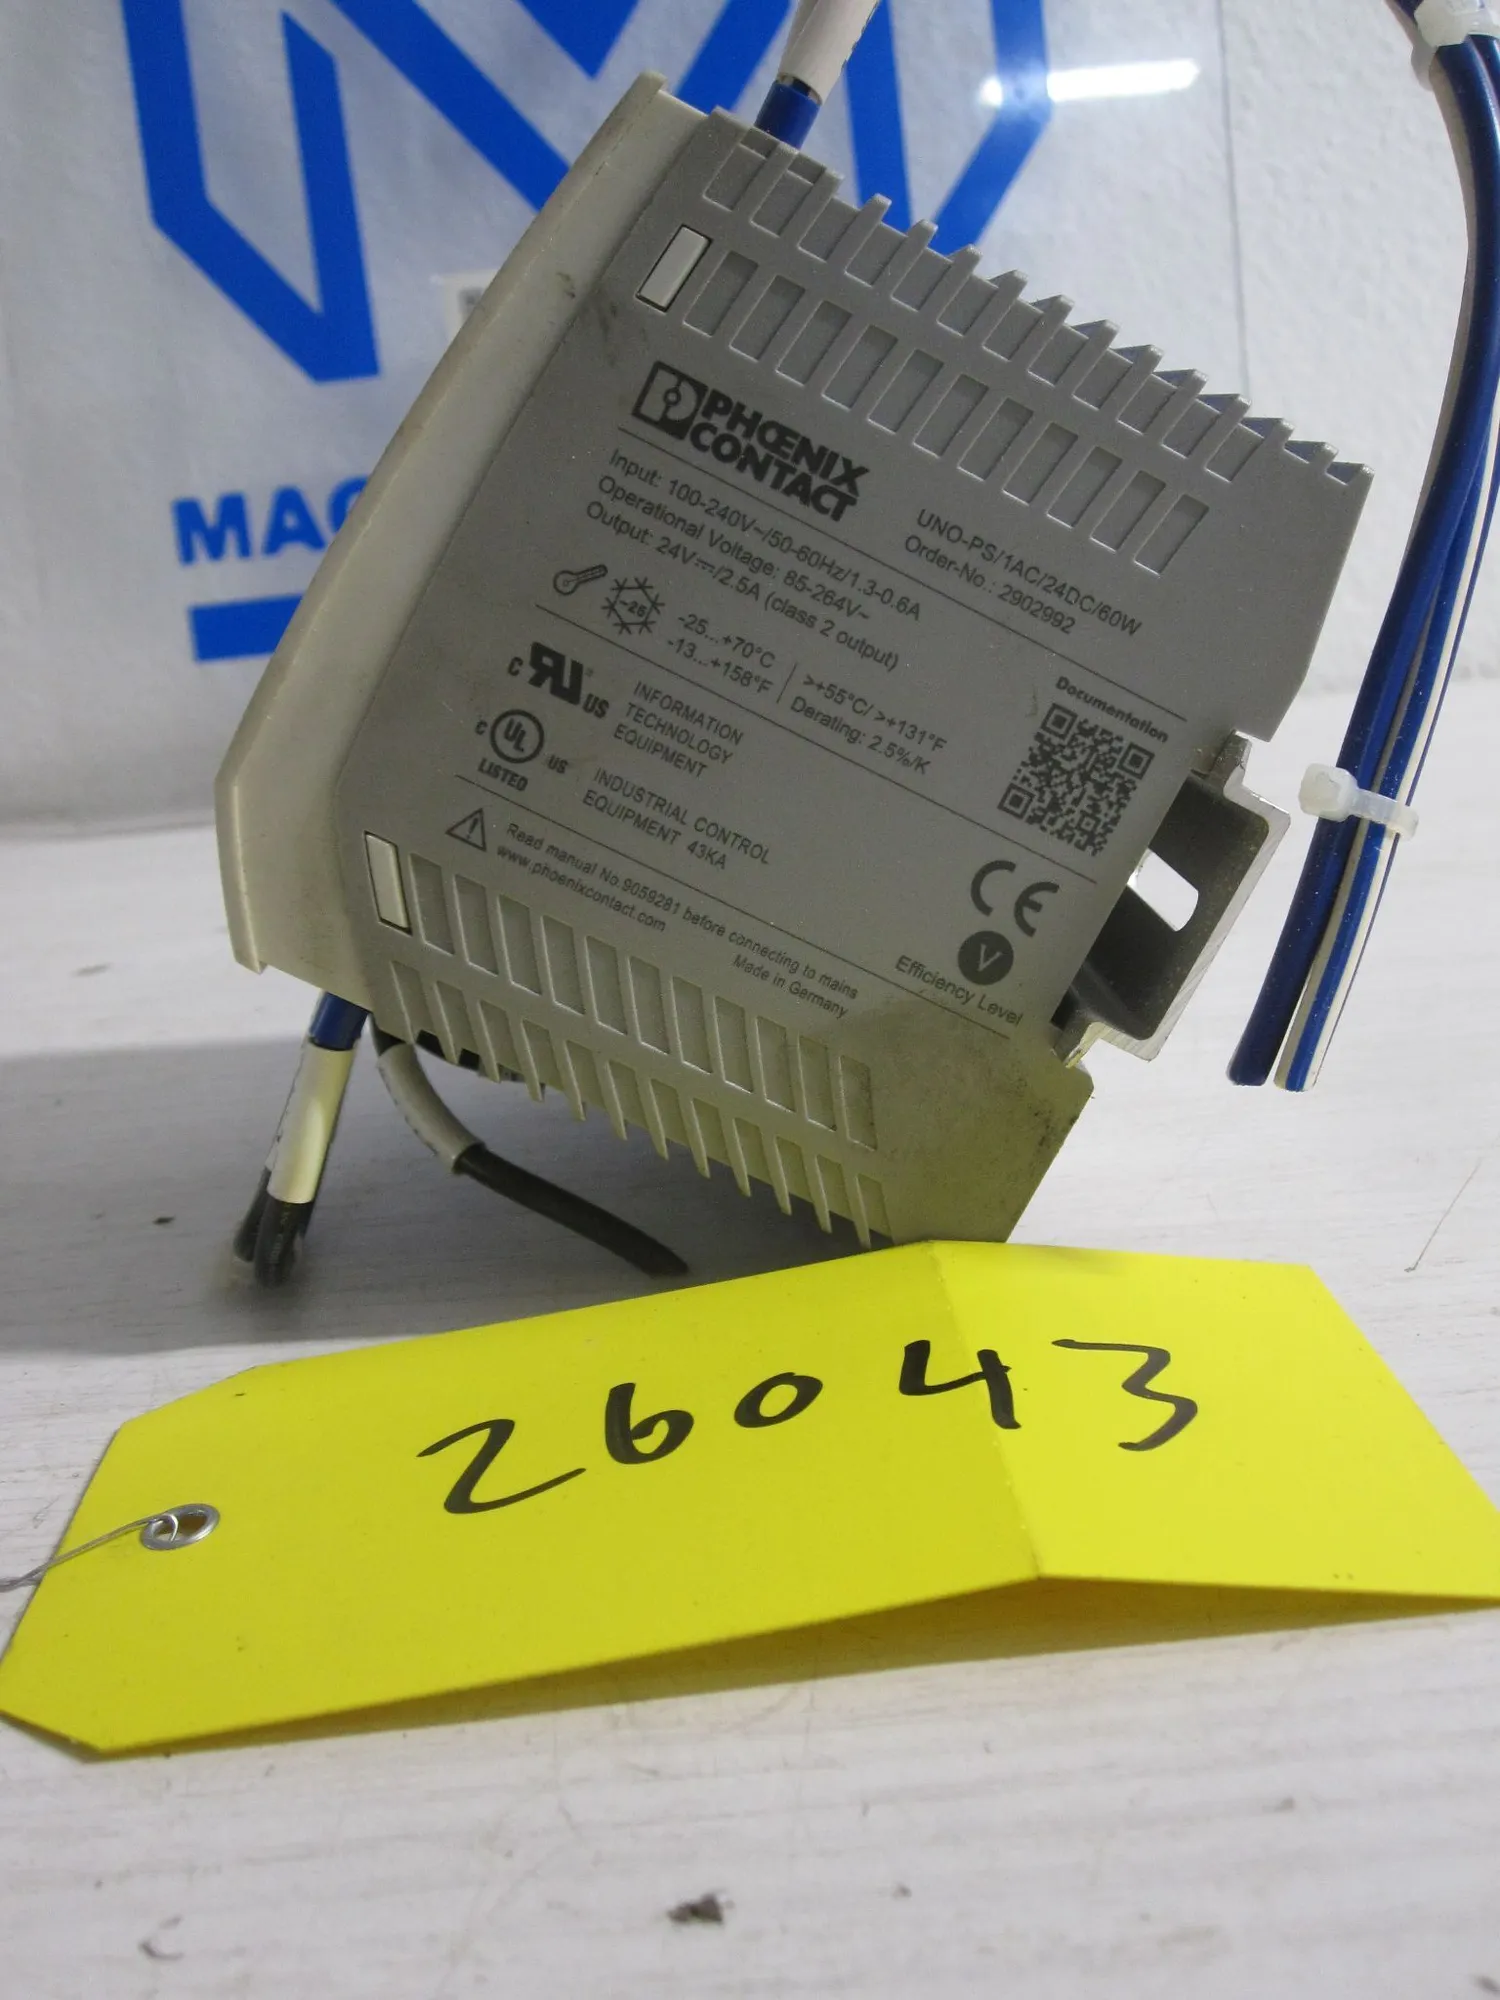 MAC
PHŒNIX
CONTACT
UNO-PS/1AC/24DC/60W
Order-No.: 2902992
Input: 100-240V~/50-60Hz/1.3-0.6A
Operational Voltage: 85-264V~
Output: 24V⎓/2.5A (class 2 output)
-25
-25...+70°C
-13...+158°F
>+55°C/ >+131°F
Derating: 2.5%/K
Documentation
c RU US
INFORMATION
TECHNOLOGY
EQUIPMENT
c UL US
LISTED
INDUSTRIAL CONTROL
EQUIPMENT 43KA
Read manual No.9059281 before connecting to mains
www.phoenixcontact.com
Made in Germany
CE
V
Efficiency Level
26043